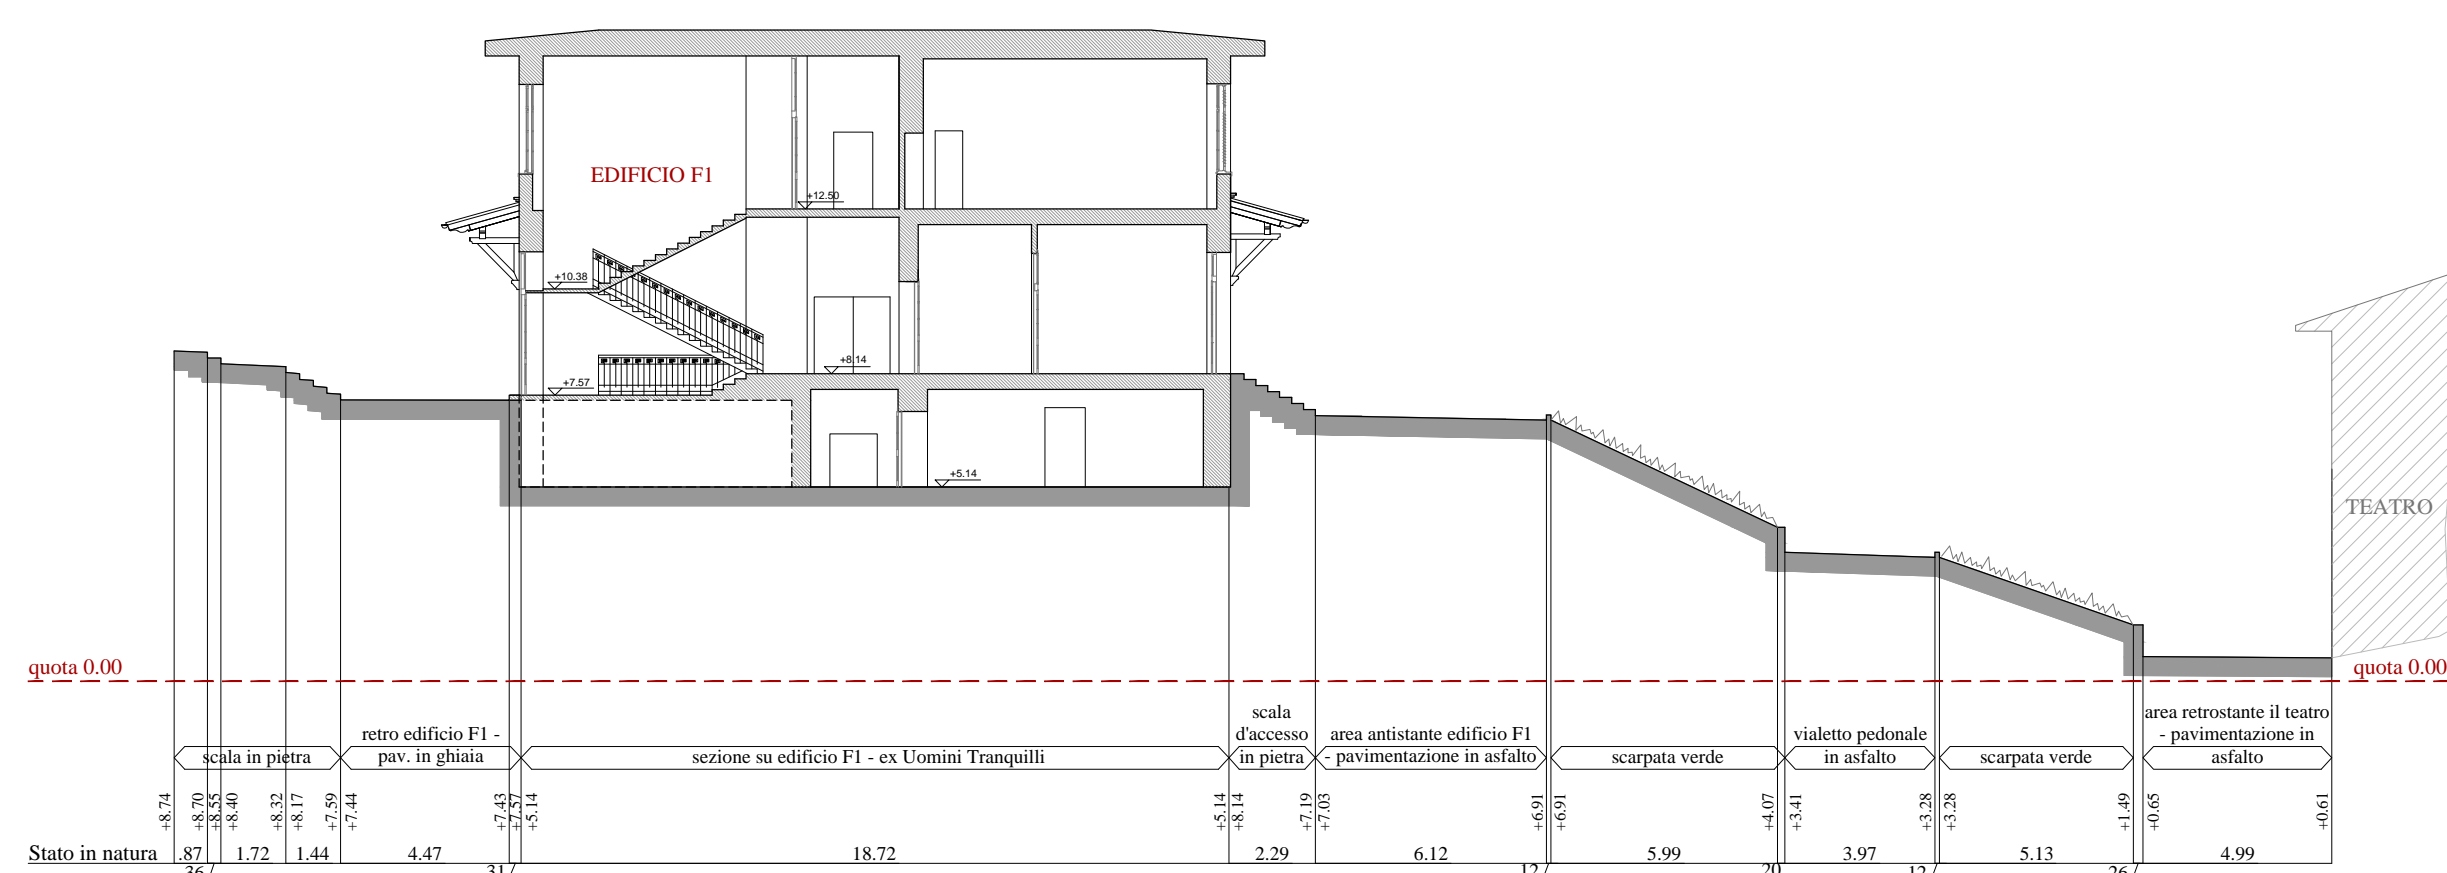 EDIFICIO F1
+12.50
+10.38
+8.14
+7.57
+5.14
TEATRO
quota 0.00
quota 0.00
scala in pietra
retro edificio F1 -
pav. in ghiaia
sezione su edificio F1 - ex Uomini Tranquilli
scala
d'accesso
in pietra
area antistante edificio F1
- pavimentazione in asfalto
scarpata verde
vialetto pedonale
in asfalto
scarpata verde
area retrostante il teatro
- pavimentazione in
asfalto
+8.74
+8.70
+8.55
+8.40
+8.32
+8.17
+7.59
+7.44
+7.43
+7.57
+5.14
+5.14
+8.14
+7.19
+7.03
+6.91
+6.91
+4.07
+3.41
+3.28
+3.28
+1.49
+0.65
+0.61
Stato in natura .87 1.72 1.44 4.47 18.72 2.29 6.12 5.99 3.97 5.13 4.99
36 31 12 20 12 26